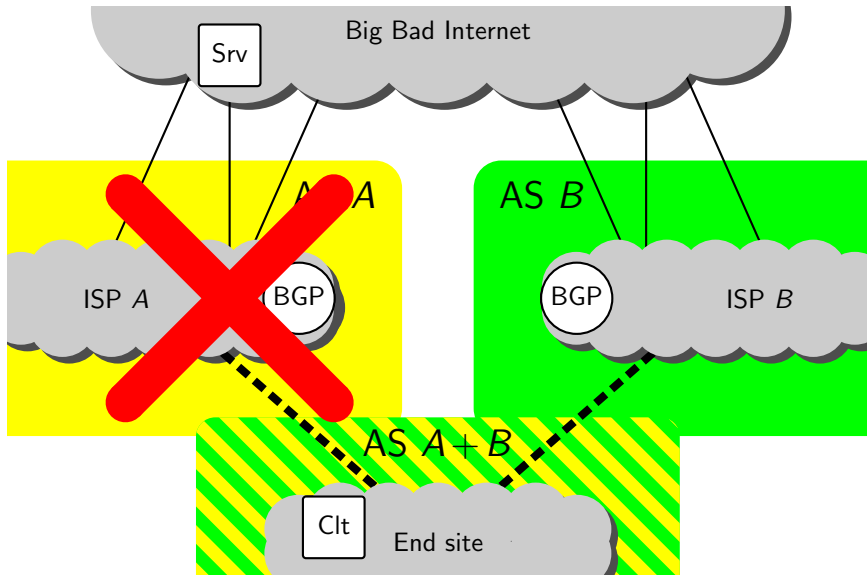 Big Bad Internet
Srv
A
AS B
ISP A
BGP
BGP
ISP B
AS A + B
Clt
End site